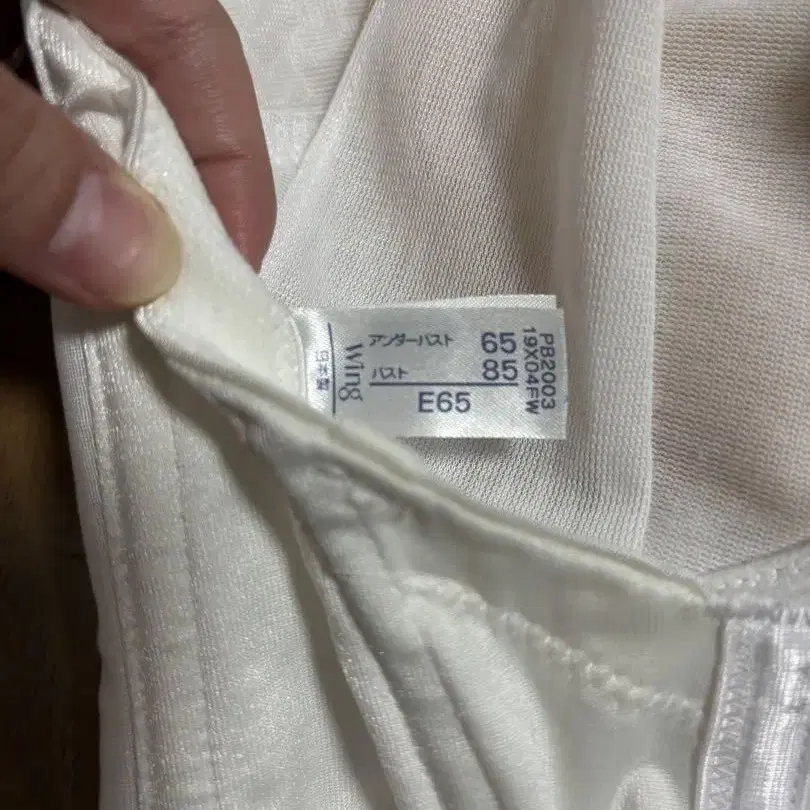 アンダーバスト 65
バスト 85
E65
Wing
日本製
PB2003
19X04FW